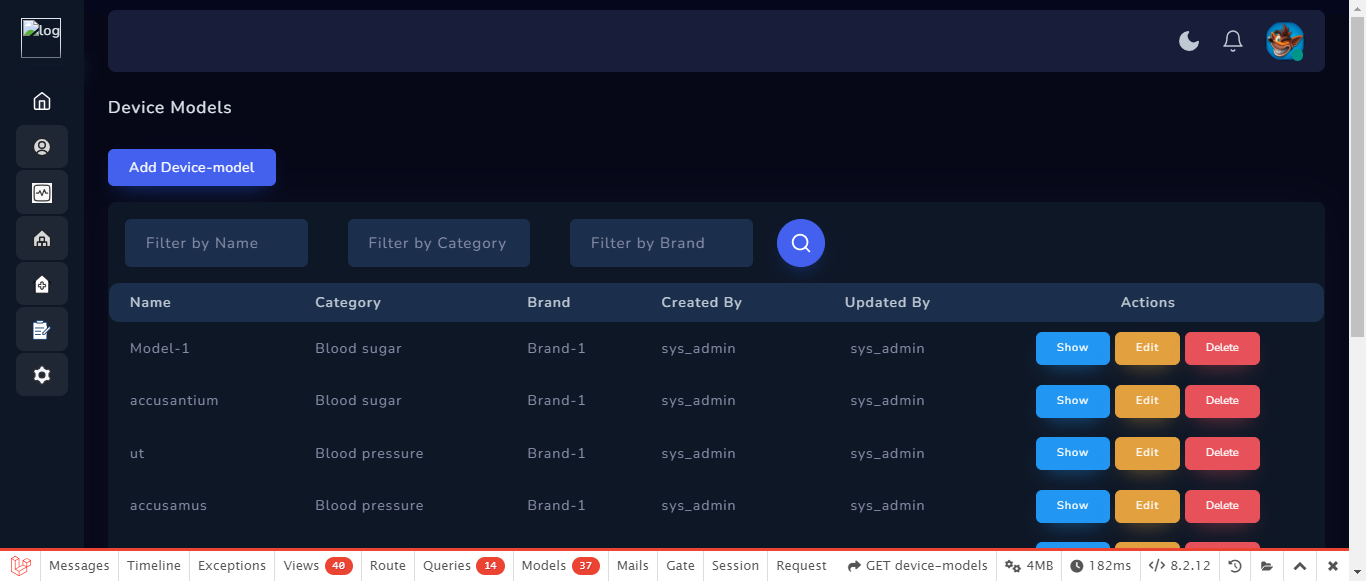 log
Device Models
Add Device-model
Filter by Name Filter by Category Filter by Brand
Name Category Brand Created By Updated By Actions
Model-1 Blood sugar Brand-1 sys_admin sys_admin Show Edit Delete
accusantium Blood sugar Brand-1 sys_admin sys_admin Show Edit Delete
ut Blood pressure Brand-1 sys_admin sys_admin Show Edit Delete
accusamus Blood pressure Brand-1 sys_admin sys_admin Show Edit Delete
Messages Timeline Exceptions Views 40 Route Queries 14 Models 37 Mails Gate Session Request GET device-models 4MB 182ms 8.2.12